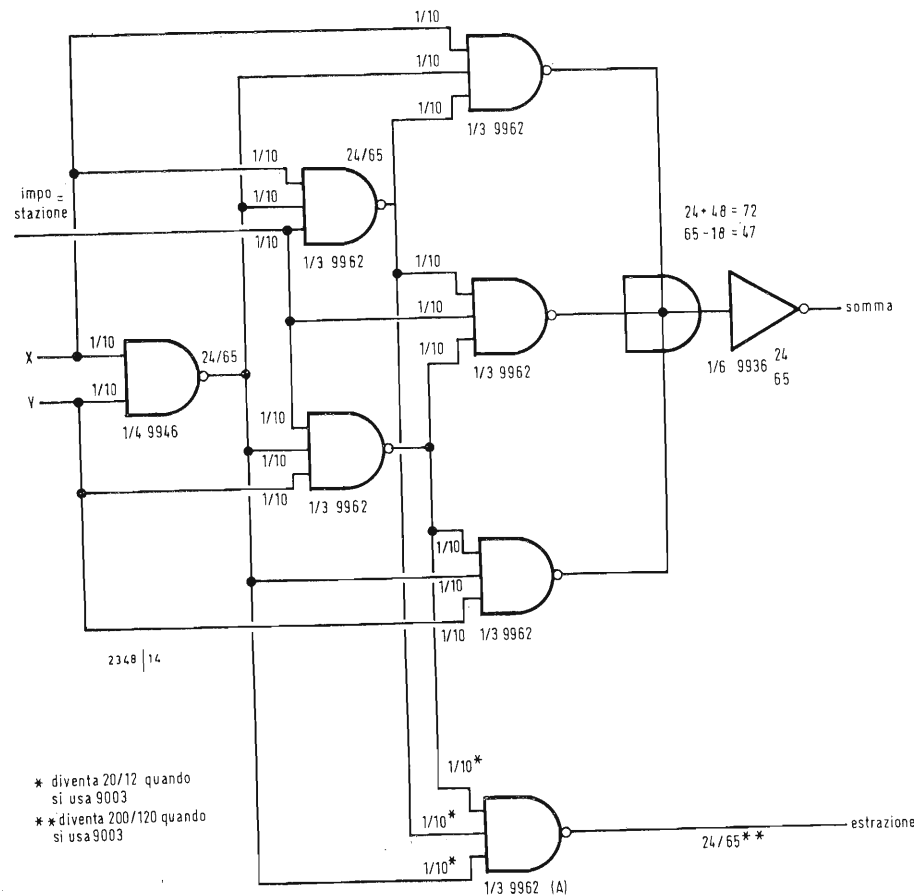 1/10
1/10
1/10
1/3 9962
1/10
24/65
impo=
stazione
1/10
1/10
1/3 9962
24 + 48 = 72
65 - 18 = 47
1/10
1/10
1/10
1/3 9962
somma
1/6 9936
24
65
X
1/10
24/65
Y
1/10
1/4 9946
1/10
1/10
1/10
1/3 9962
1/10
1/10
1/10
1/3 9962
2348 | 14
* diventa 20/12 quando
si usa 9003
** diventa 200/120 quando
si usa 9003
1/10*
1/10*
1/10*
1/3 9962 (A)
24/65**
estrazione